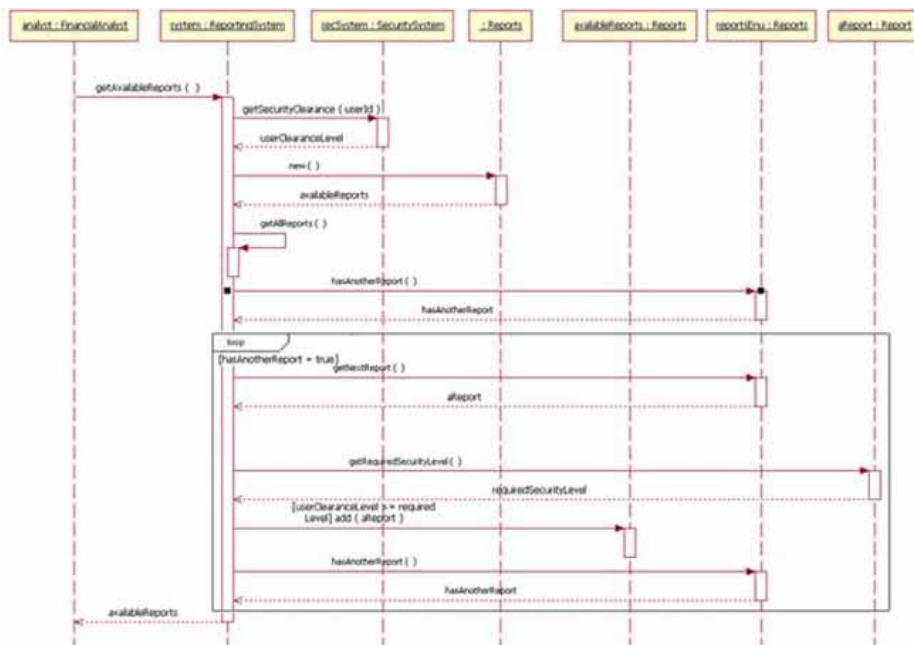 analyst : FinancialAnalyst
system : ReportingSystem
secSystem : SecuritySystem
: Reports
availableReports : Reports
reportsEnu : Reports
aReport : Report
getAvailableReports ( )
getSecurityClearance ( userId )
userClearanceLevel
new ( )
availableReports
getAllReports ( )
hasAnotherReport ( )
hasAnotherReport
loop
[hasAnotherReport = true]
getNextReport ( )
aReport
getRequiredSecurityLevel ( )
requiredSecurityLevel
[userClearanceLevel >= required
Level] add ( aReport )
hasAnotherReport ( )
hasAnotherReport
availableReports